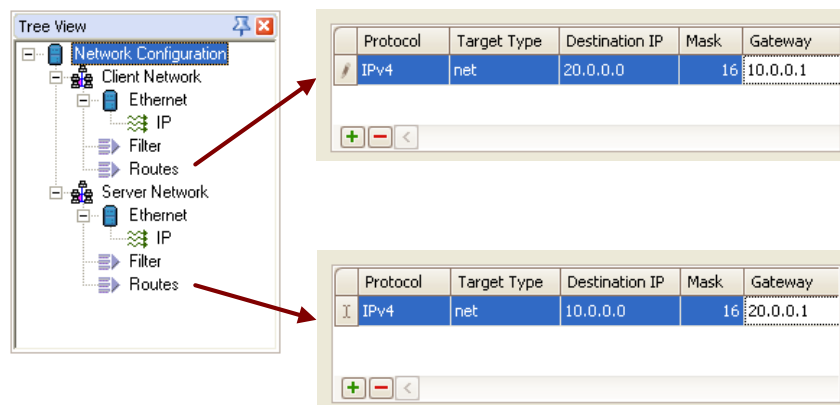 Tree View
Network Configuration
Client Network
Ethernet
IP
Filter
Routes
Server Network
Ethernet
IP
Filter
Routes
Protocol Target Type Destination IP Mask Gateway
IPv4 net 20.0.0.0 16 10.0.0.1
Protocol Target Type Destination IP Mask Gateway
IPv4 net 10.0.0.0 16 20.0.0.1